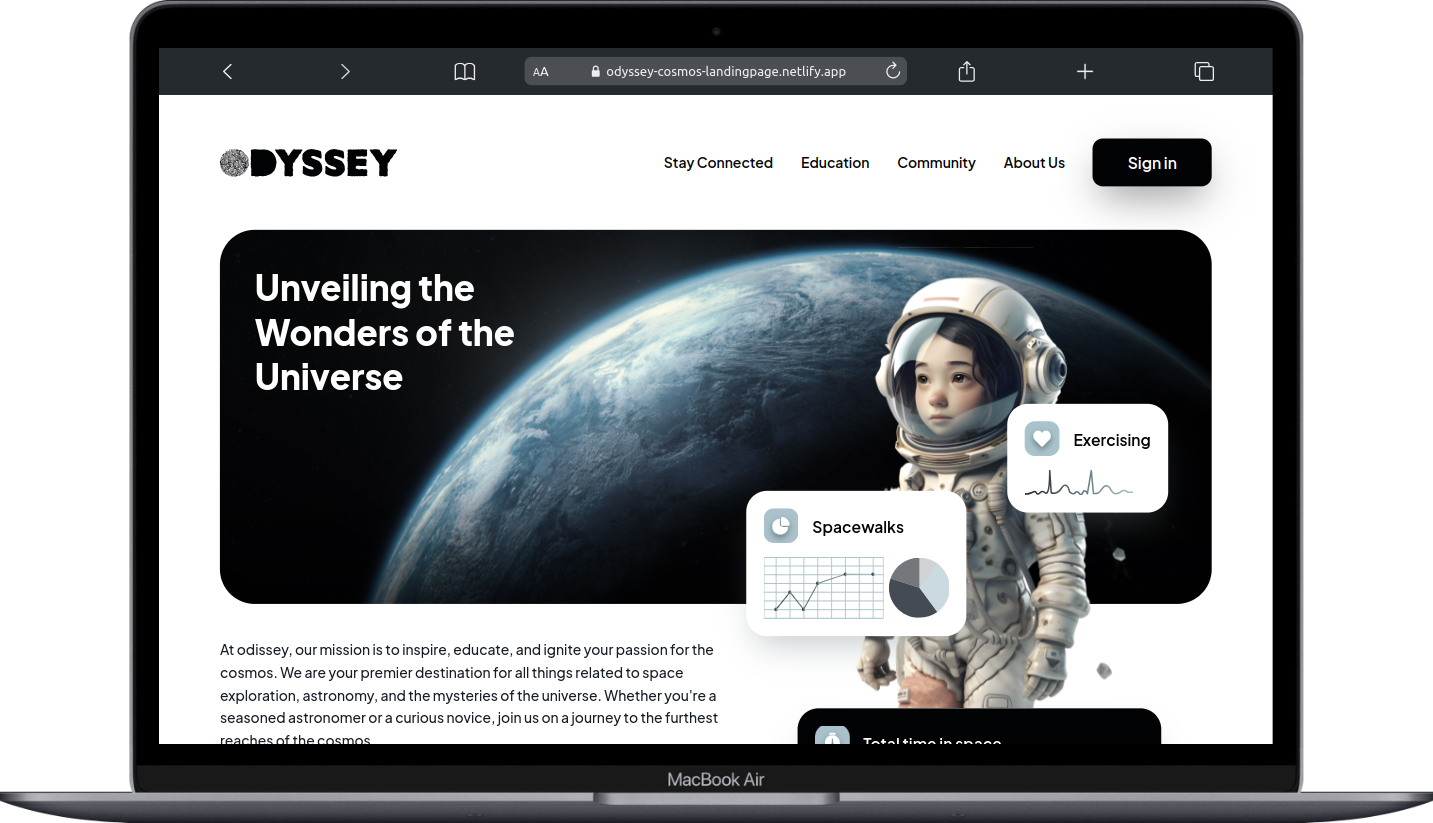 AA odyssey-cosmos-landingpage.netlify.app
ODYSSEY
Stay Connected Education Community About Us Sign in
Unveiling the
Wonders of the
Universe
Exercising
Spacewalks
At odissey, our mission is to inspire, educate, and ignite your passion for the
cosmos. We are your premier destination for all things related to space
exploration, astronomy, and the mysteries of the universe. Whether you're a
seasoned astronomer or a curious novice, join us on a journey to the furthest
reaches of the cosmos.
Total time in space
MacBook Air